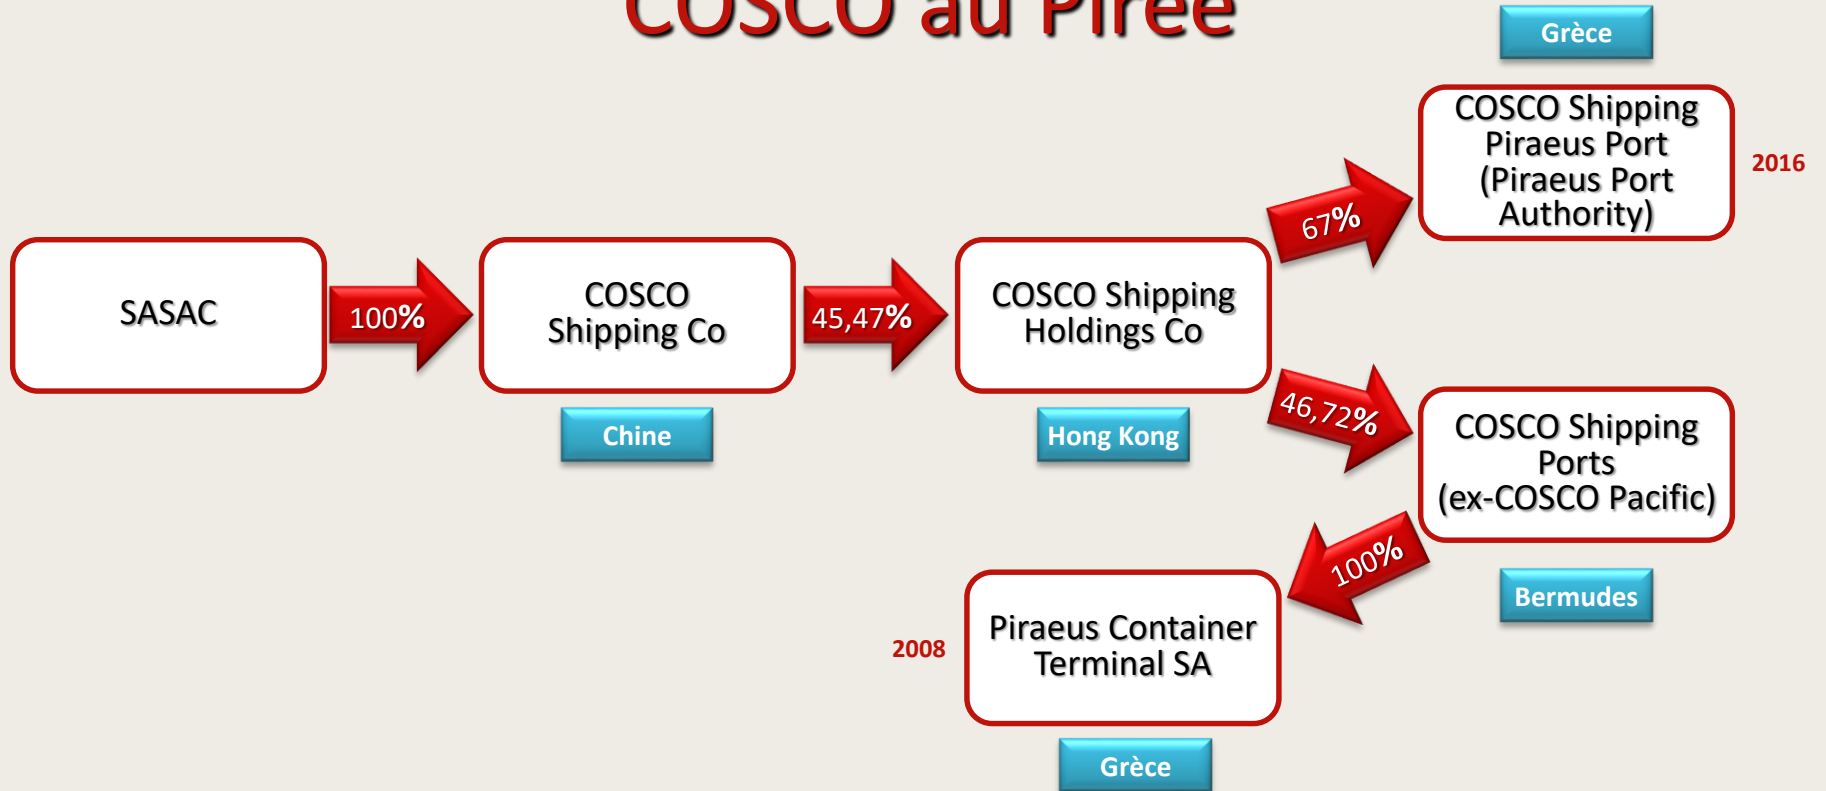 COSCO au Pirée
Grèce
COSCO Shipping
Piraeus Port
(Piraeus Port
Authority)
2016
67%
SASAC
100%
COSCO
Shipping Co
45,47%
COSCO Shipping
Holdings Co
Chine
Hong Kong
46,72%
COSCO Shipping
Ports
(ex-COSCO Pacific)
100%
Bermudes
2008
Piraeus Container
Terminal SA
Grèce